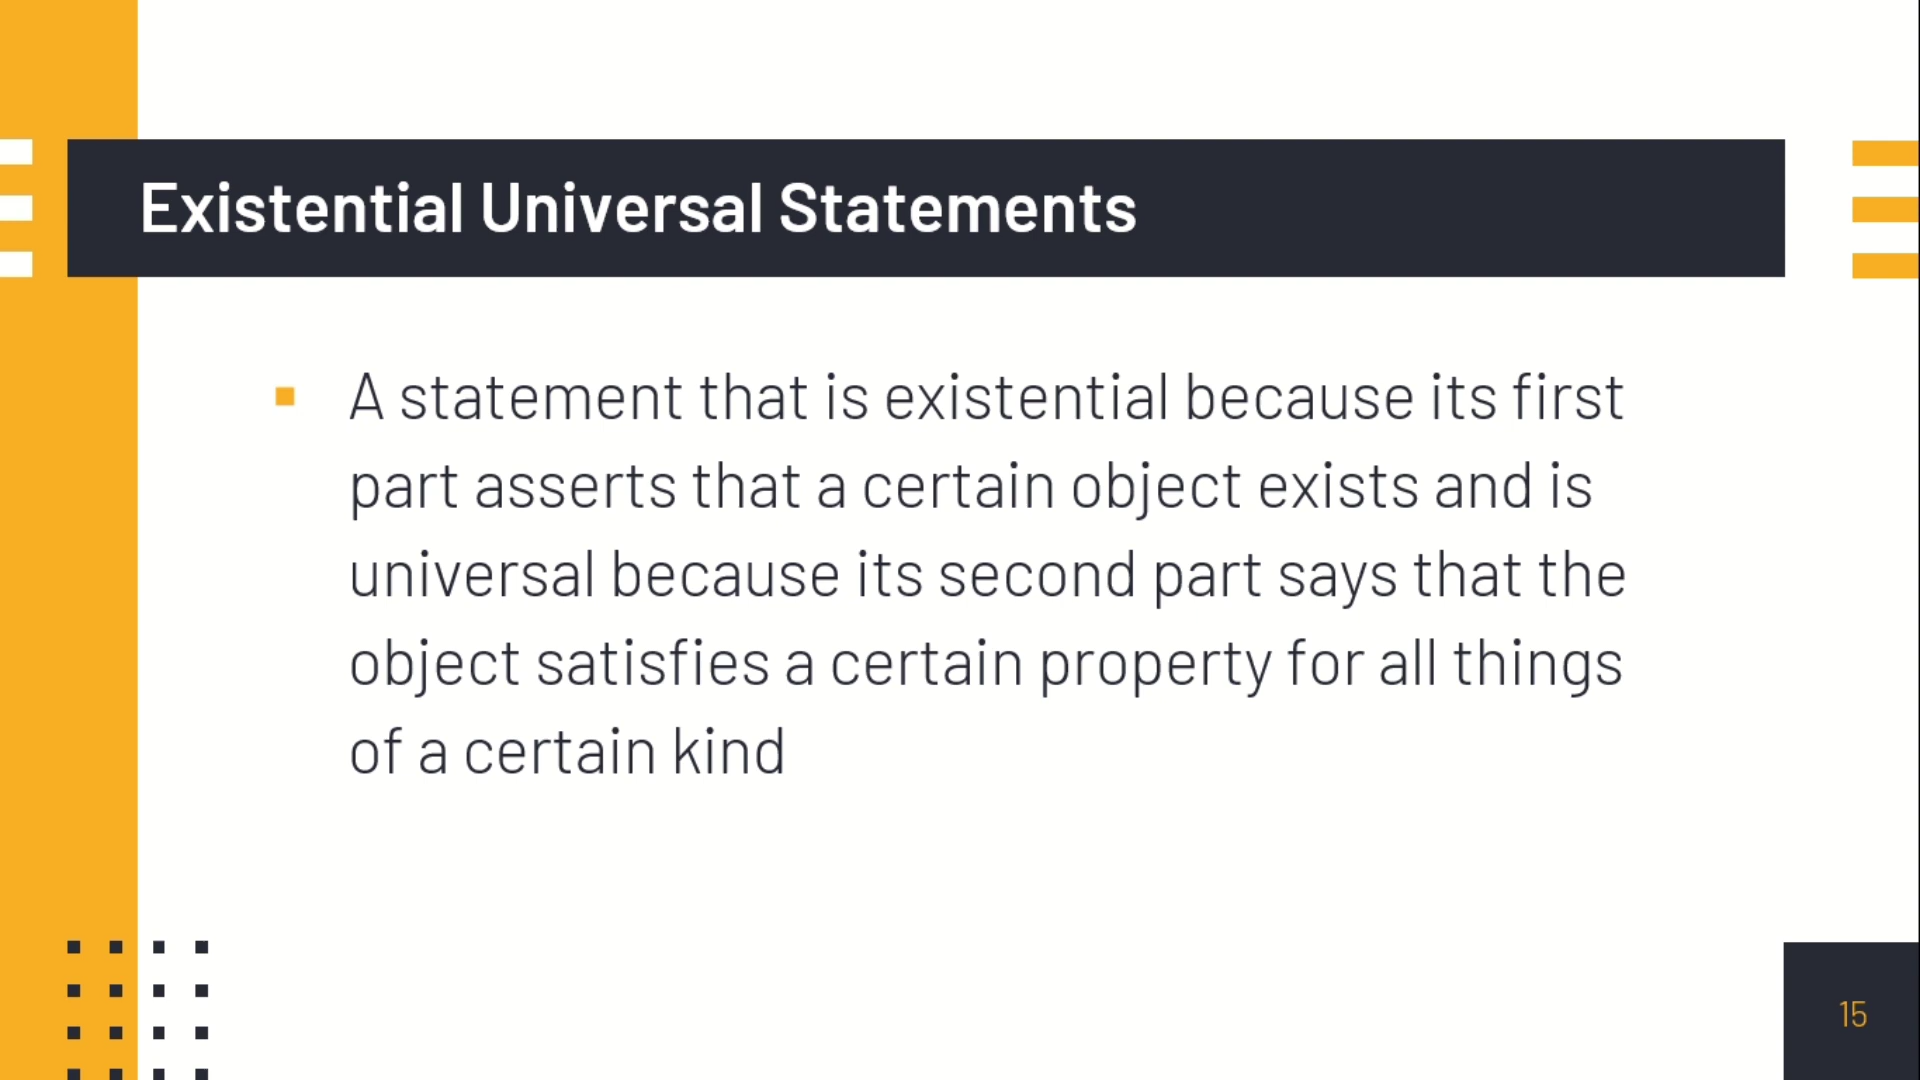 Existential Universal Statements
A statement that is existential because its first
part asserts that a certain object exists and is
universal because its second part says that the
object satisfies a certain property for all things
of a certain kind
15